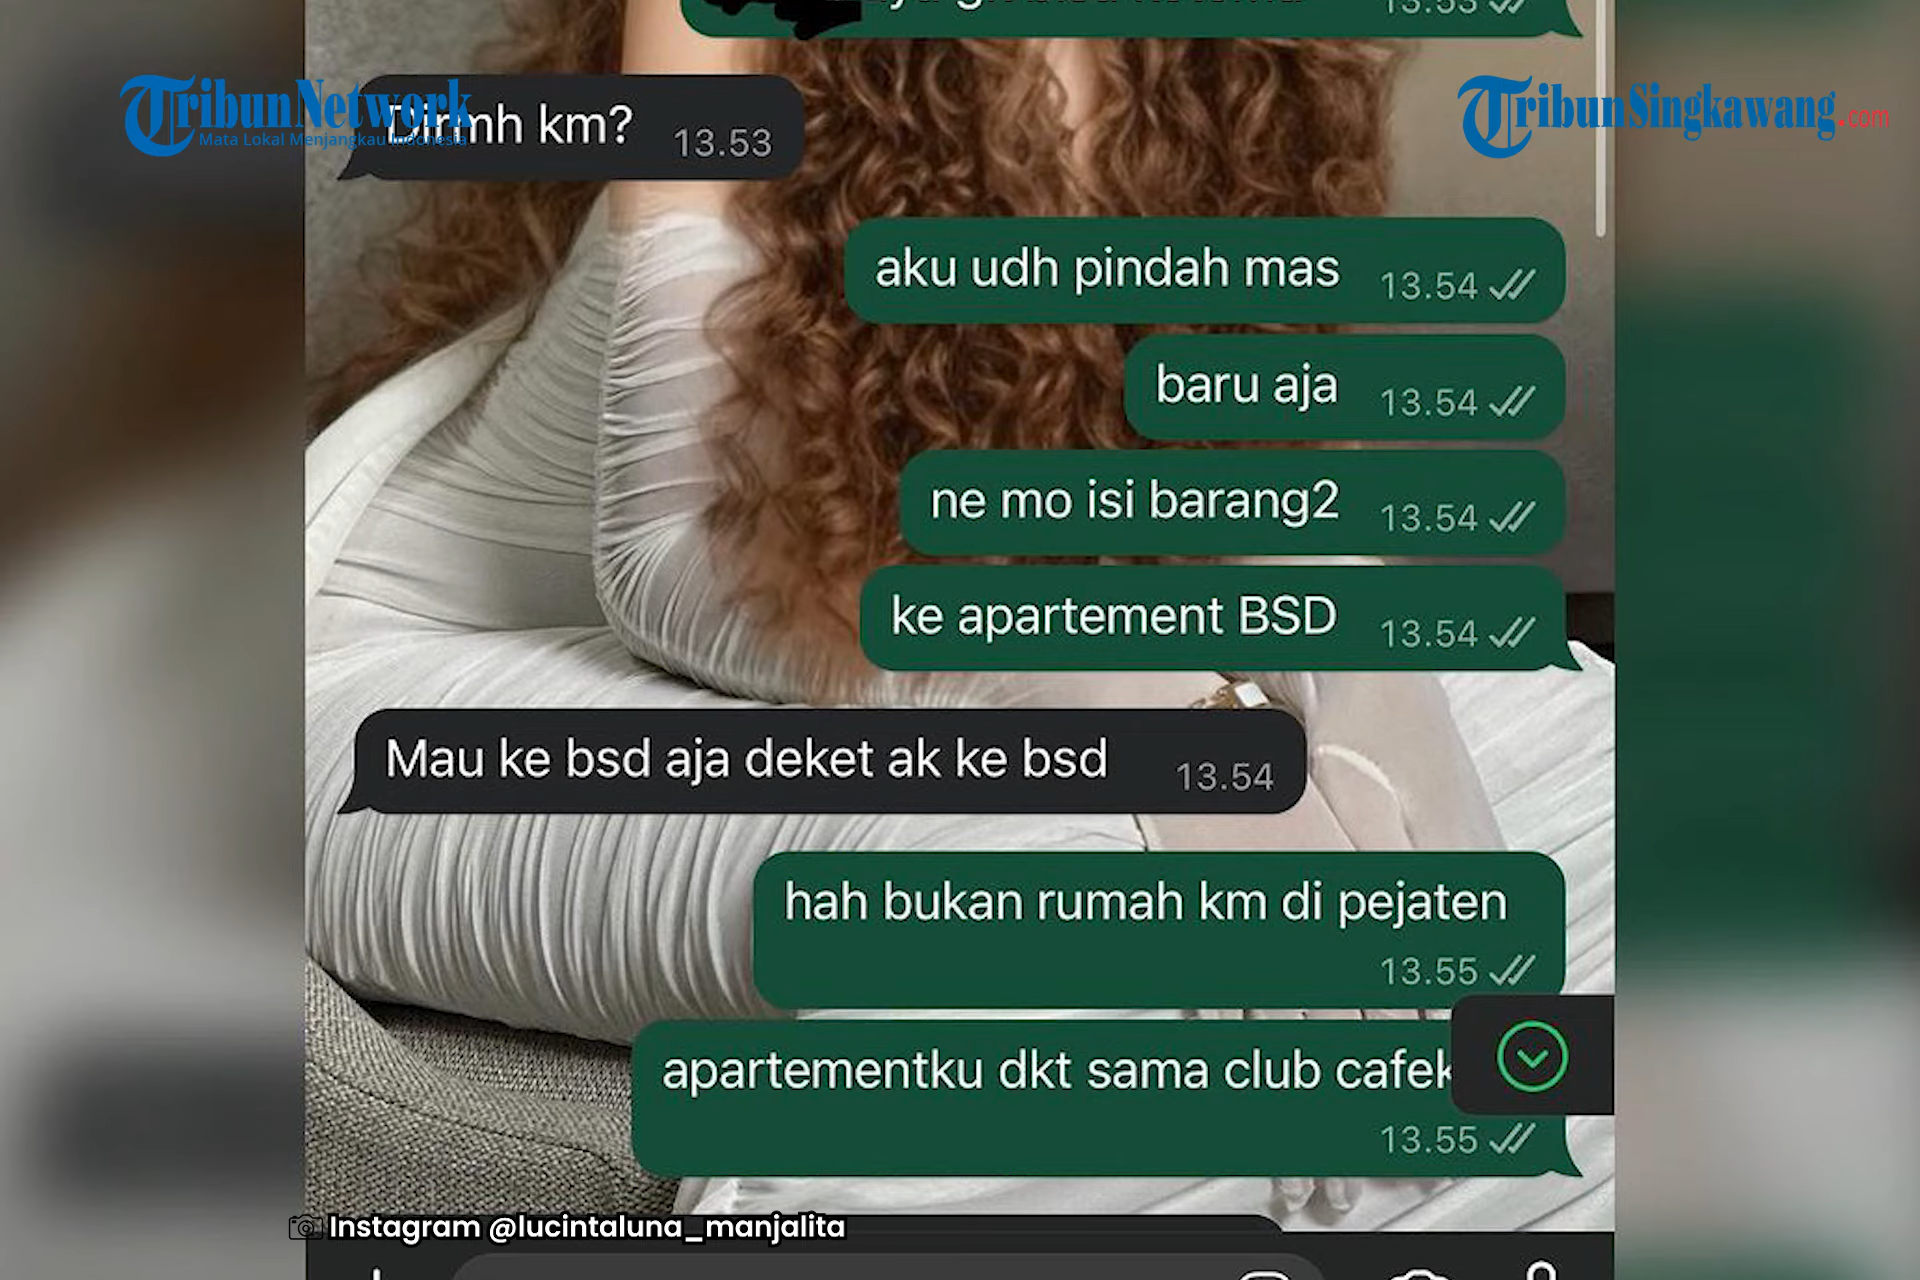 13.53
TribunNetwork
Mata Lokal Menjangkau Indonesia
TribunSingkawang.com
Dirmh km?
13.53
aku udh pindah mas
13.54
baru aja
13.54
ne mo isi barang2
13.54
ke apartement BSD
13.54
Mau ke bsd aja deket ak ke bsd
13.54
hah bukan rumah km di pejaten
13.55
apartementku dkt sama club cafek
13.55
Instagram @lucintaluna_manjalita